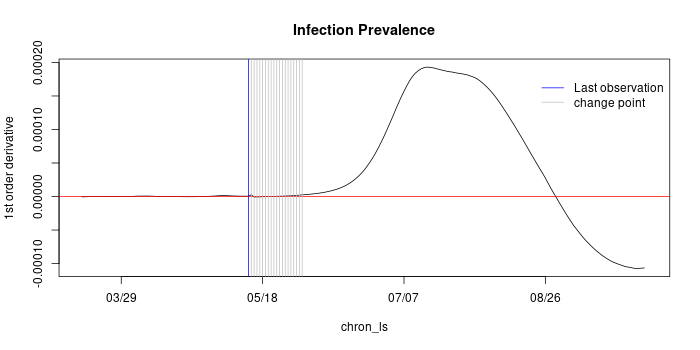 Infection Prevalence
1st order derivative
0.00020
0.00010
0.00000
-0.00010
Last observation
change point
03/29
05/18
07/07
08/26
chron_ls